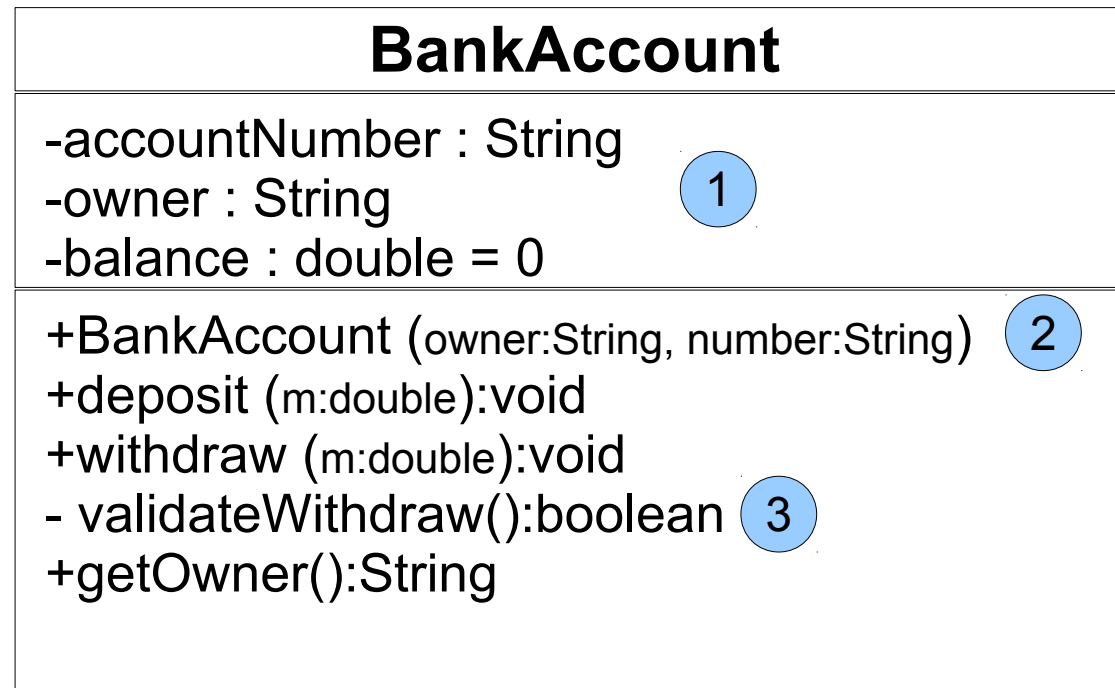 BankAccount
-accountNumber : String
-owner : String
1
-balance : double = 0
+BankAccount (owner:String, number:String) 2
+deposit (m:double):void
+withdraw (m:double):void
- validateWithdraw():boolean 3
+getOwner():String